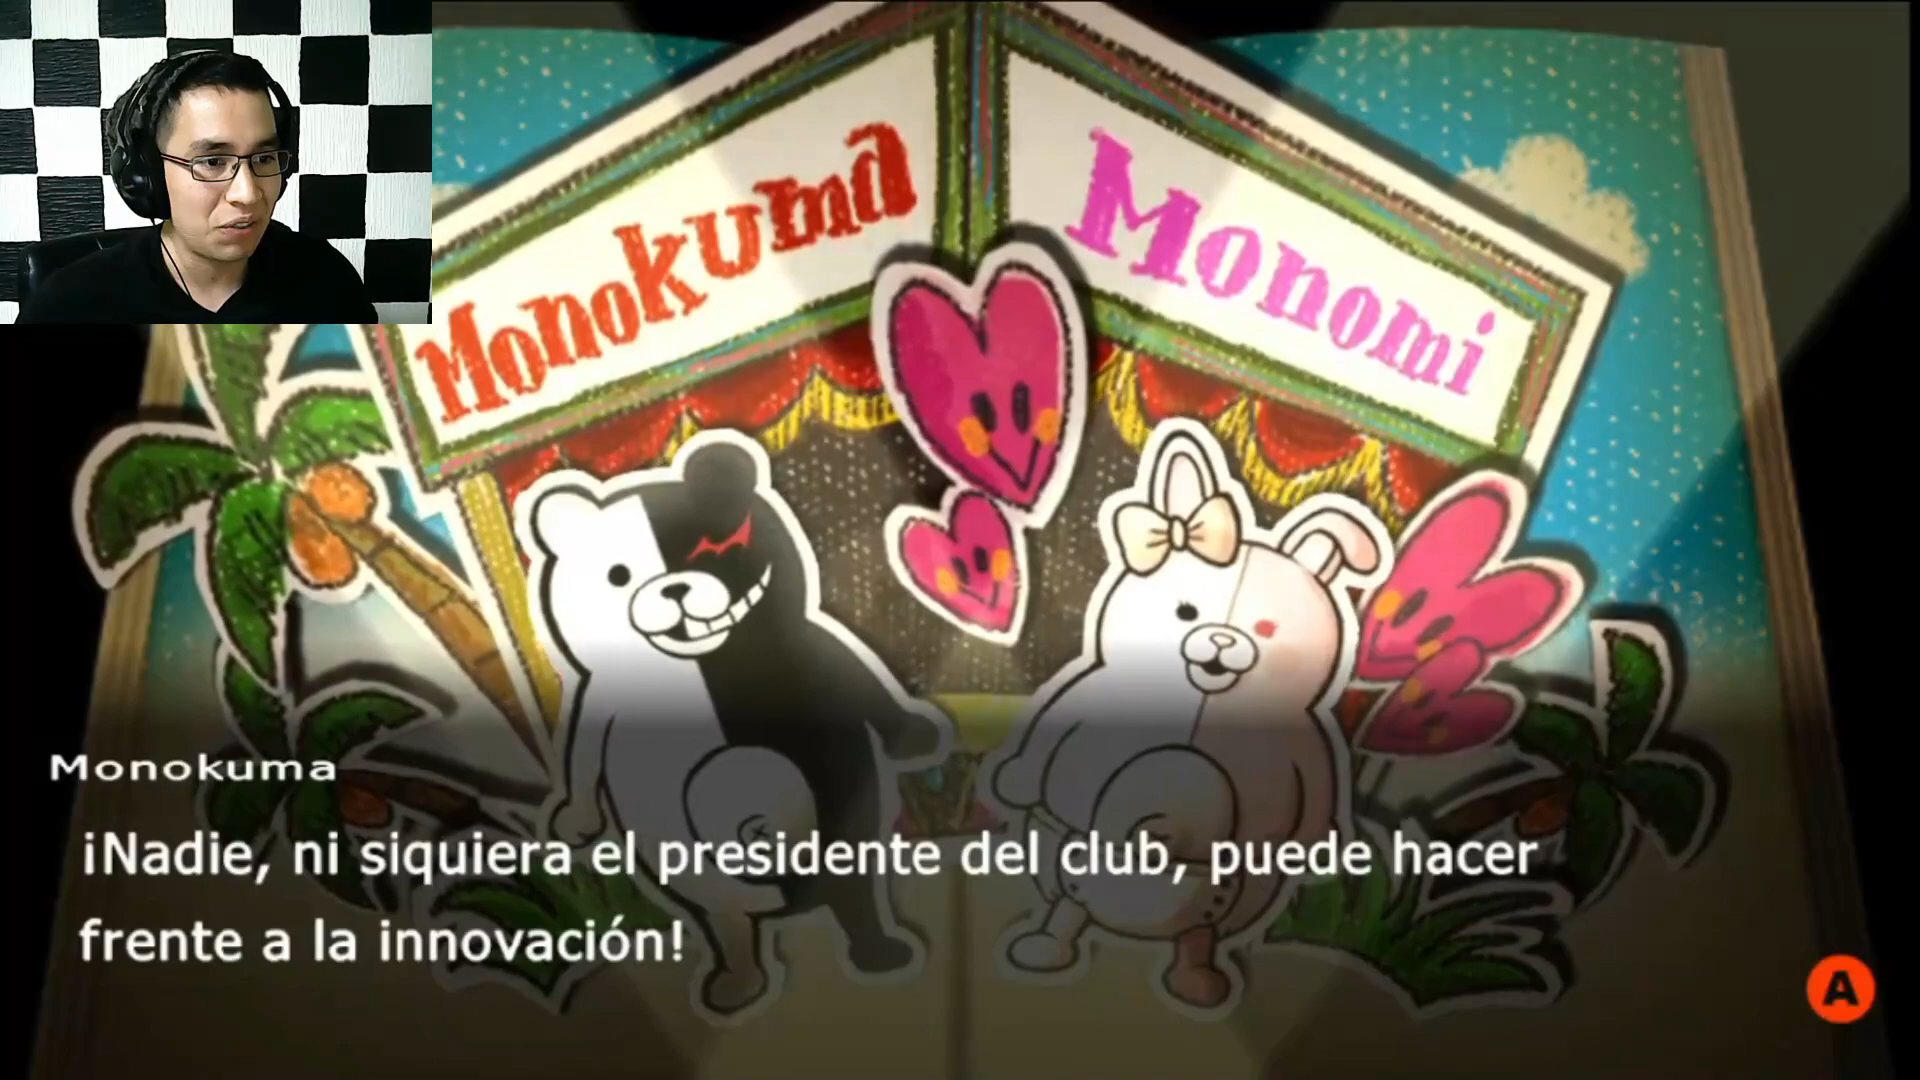 Monokuma
Monomi
Monokuma
¡Nadie, ni siquiera el presidente del club, puede hacer
frente a la innovación!
A